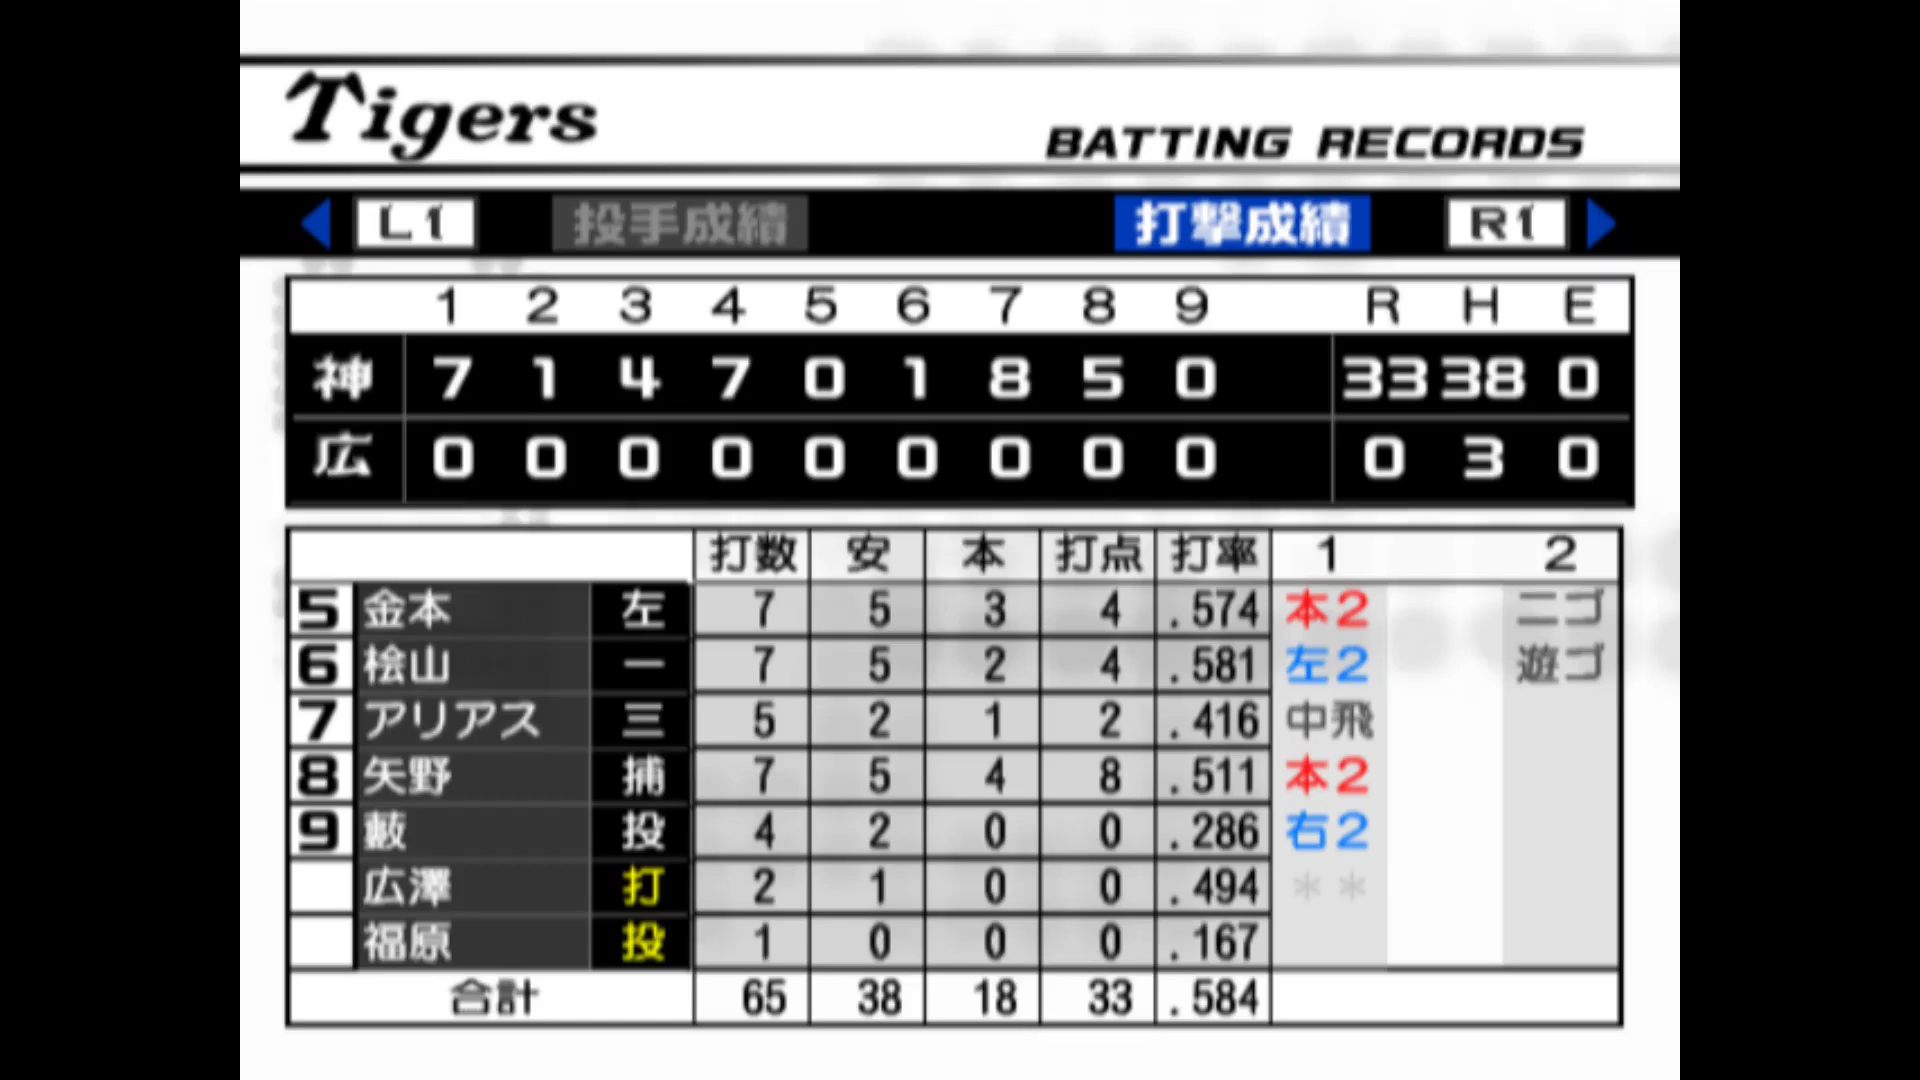 Tigers
BATTING RECORDS
L1 投手成績 打撃成績 R1
1 2 3 4 5 6 7 8 9 R H E
神 7 1 4 7 0 1 8 5 0 33 38 0
広 0 0 0 0 0 0 0 0 0 0 3 0
打数 安 本 打点 打率 1 2
5 金本 左 7 5 3 4 .574 本2 二ゴ
6 桧山 一 7 5 2 4 .581 左2 遊ゴ
7 アリアス 三 5 2 1 2 .416 中飛
8 矢野 捕 7 5 4 8 .511 本2
9 藪 投 4 2 0 0 .286 右2
広澤 打 2 1 0 0 .494 **
福原 投 1 0 0 0 .167
合計 65 38 18 33 .584